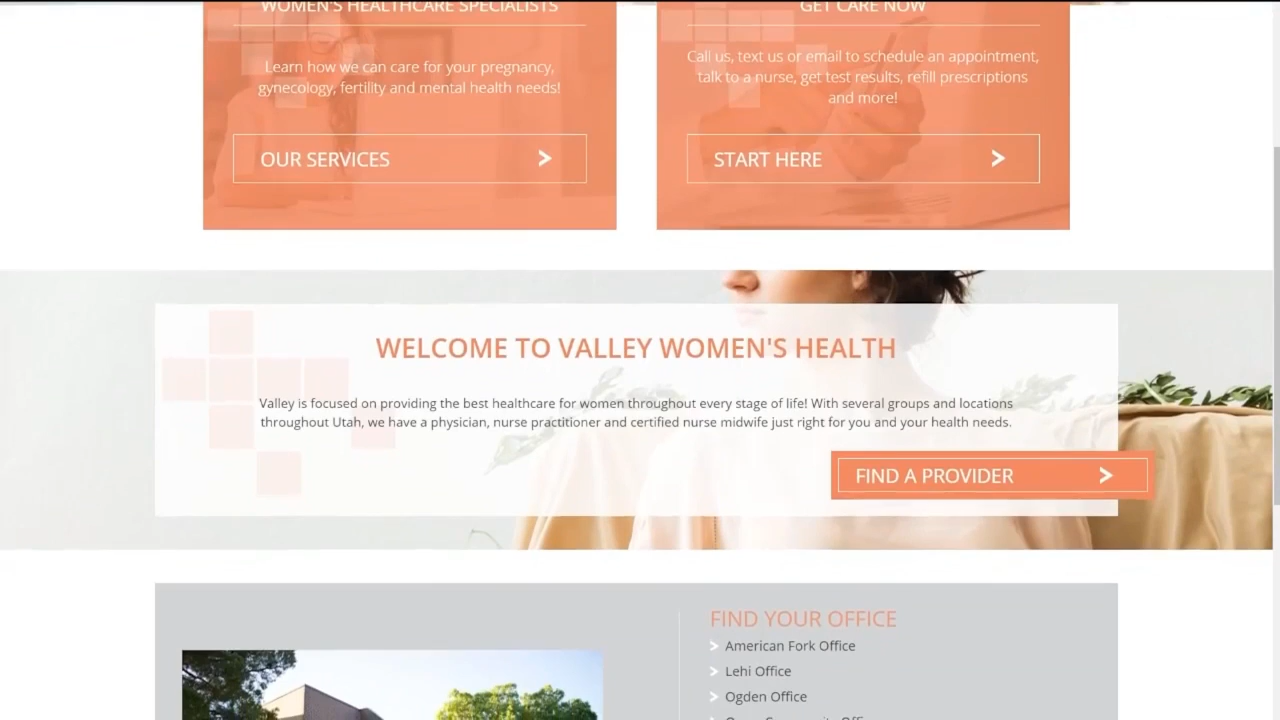 WOMEN'S HEALTHCARE SPECIALISTS
Learn how we can care for your pregnancy,
gynecology, fertility and mental health needs!
OUR SERVICES
GET CARE NOW
Call us, text us or email to schedule an appointment,
talk to a nurse, get test results, refill prescriptions
and more!
START HERE
WELCOME TO VALLEY WOMEN'S HEALTH
Valley is focused on providing the best healthcare for women throughout every stage of life! With several groups and locations
throughout Utah, we have a physician, nurse practitioner and certified nurse midwife just right for you and your health needs.
FIND A PROVIDER
FIND YOUR OFFICE
American Fork Office
Lehi Office
Ogden Office